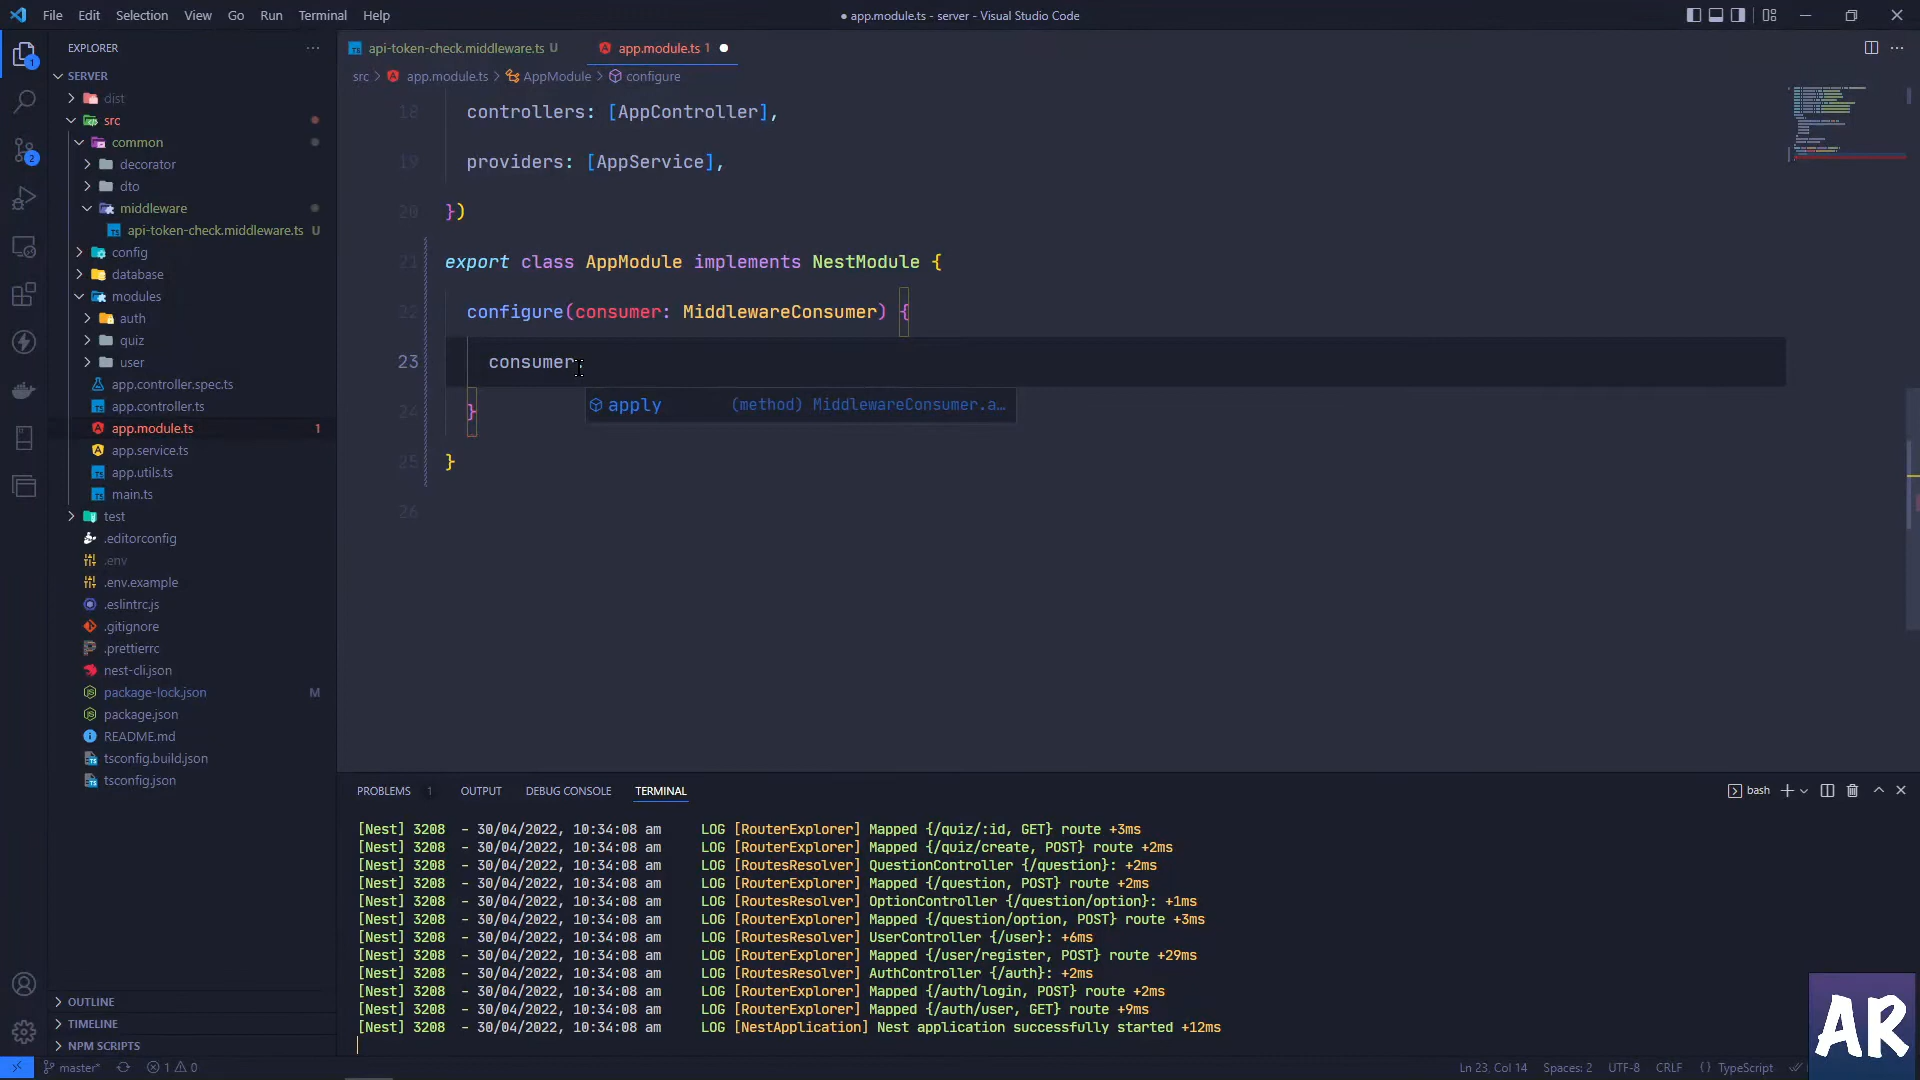 File Edit Selection View Go Run Terminal Help
● app.module.ts - server - Visual Studio Code
EXPLORER
SERVER
dist
src
common
decorator
dto
middleware
api-token-check.middleware.ts U
config
database
modules
auth
quiz
user
app.controller.spec.ts
app.controller.ts
app.module.ts 1
app.service.ts
app.utils.ts
main.ts
test
.editorconfig
.env
.env.example
.eslintrc.js
.gitignore
.prettierrc
nest-cli.json
package-lock.json M
package.json
README.md
tsconfig.build.json
tsconfig.json
OUTLINE
TIMELINE
NPM SCRIPTS
api-token-check.middleware.ts U
app.module.ts 1 ●
src > app.module.ts > AppModule > configure
18 controllers: [AppController],
19 providers: [AppService],
20 })
21 export class AppModule implements NestModule {
22 configure(consumer: MiddlewareConsumer) {
23 consumer.
apply (method) MiddlewareConsumer.a…
24 }
25 }
26
PROBLEMS 1 OUTPUT DEBUG CONSOLE TERMINAL
bash
[Nest] 3208 - 30/04/2022, 10:34:08 am LOG [RouterExplorer] Mapped {/quiz/:id, GET} route +3ms
[Nest] 3208 - 30/04/2022, 10:34:08 am LOG [RouterExplorer] Mapped {/quiz/create, POST} route +2ms
[Nest] 3208 - 30/04/2022, 10:34:08 am LOG [RoutesResolver] QuestionController {/question}: +2ms
[Nest] 3208 - 30/04/2022, 10:34:08 am LOG [RouterExplorer] Mapped {/question, POST} route +2ms
[Nest] 3208 - 30/04/2022, 10:34:08 am LOG [RoutesResolver] OptionController {/question/option}: +1ms
[Nest] 3208 - 30/04/2022, 10:34:08 am LOG [RouterExplorer] Mapped {/question/option, POST} route +3ms
[Nest] 3208 - 30/04/2022, 10:34:08 am LOG [RoutesResolver] UserController {/user}: +6ms
[Nest] 3208 - 30/04/2022, 10:34:08 am LOG [RouterExplorer] Mapped {/user/register, POST} route +29ms
[Nest] 3208 - 30/04/2022, 10:34:08 am LOG [RoutesResolver] AuthController {/auth}: +2ms
[Nest] 3208 - 30/04/2022, 10:34:08 am LOG [RouterExplorer] Mapped {/auth/login, POST} route +2ms
[Nest] 3208 - 30/04/2022, 10:34:08 am LOG [RouterExplorer] Mapped {/auth/user, GET} route +9ms
[Nest] 3208 - 30/04/2022, 10:34:08 am LOG [NestApplication] Nest application successfully started +12ms
AR
master* 1 0
Ln 23, Col 14 Spaces: 2 UTF-8 CRLF {} TypeScript